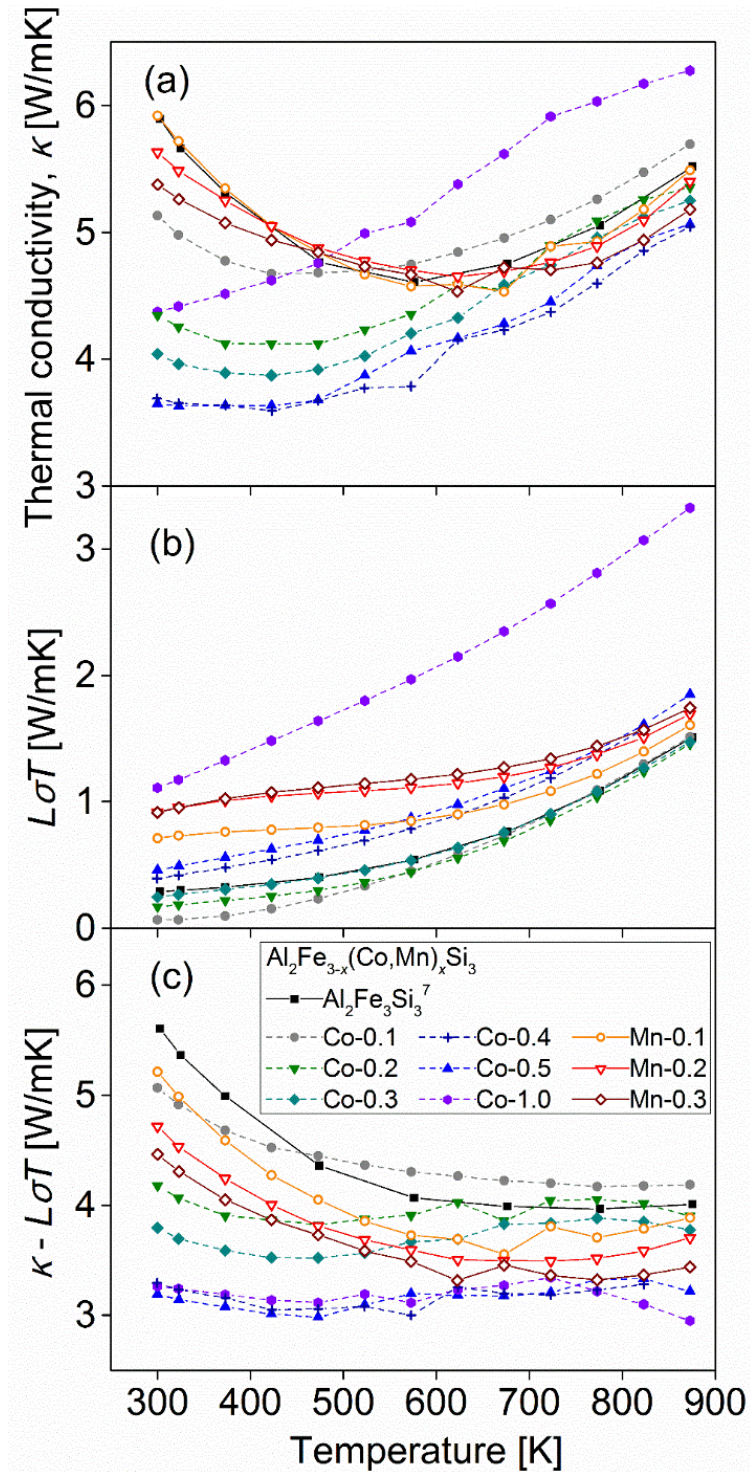 (a)
Thermal conductivity, κ [W/mK]
6
5
4
3
(b)
LσT [W/mK]
3
2
1
0
(c)
κ - LσT [W/mK]
Al₂Fe₃₋ₓ(Co,Mn)ₓSi₃
Al₂Fe₃Si₃⁷
Co-0.1 Co-0.4 Mn-0.1
Co-0.2 Co-0.5 Mn-0.2
Co-0.3 Co-1.0 Mn-0.3
6
5
4
3
300 400 500 600 700 800 900
Temperature [K]